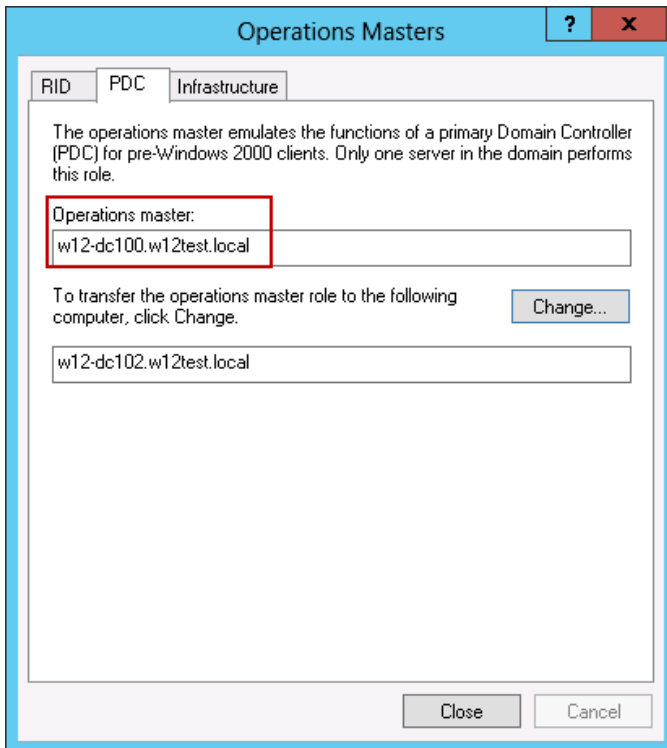 Operations Masters
? x
RID PDC Infrastructure
The operations master emulates the functions of a primary Domain Controller
(PDC) for pre-Windows 2000 clients. Only one server in the domain performs
this role.
Operations master:
w12-dc100.w12test.local
To transfer the operations master role to the following
computer, click Change.
Change...
w12-dc102.w12test.local
Close Cancel